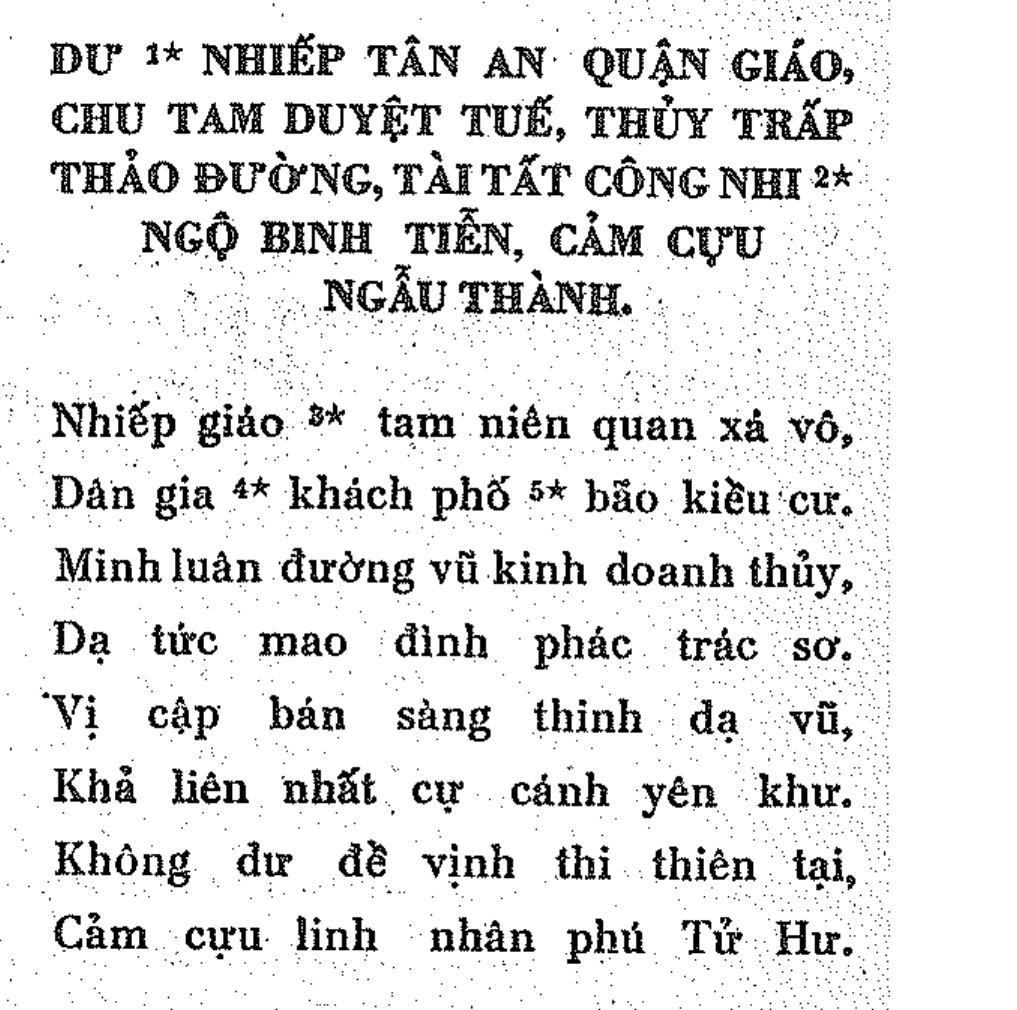 DƯ 1* NHIẾP TÂN AN QUẬN GIÁO,
CHU TAM DUYỆT TUẾ, THỦY TRẤP
THẢO ĐƯỜNG, TÀI TẤT CÔNG NHI 2*
NGỘ BINH TIỄN, CẢM CỰU
NGẪU THÀNH.
Nhiếp giáo 3* tam niên quan xá vô,
Dân gia 4* khách phố 5* bão kiều cư.
Minh luân đường vũ kinh doanh thủy,
Dạ tức mao đình phác trác sơ.
Vị cập bán sàng thinh dạ vũ,
Khả liên nhất cự cánh yên khư.
Không dư đề vịnh thi thiên tại,
Cảm cựu linh nhân phú Tử Hư.